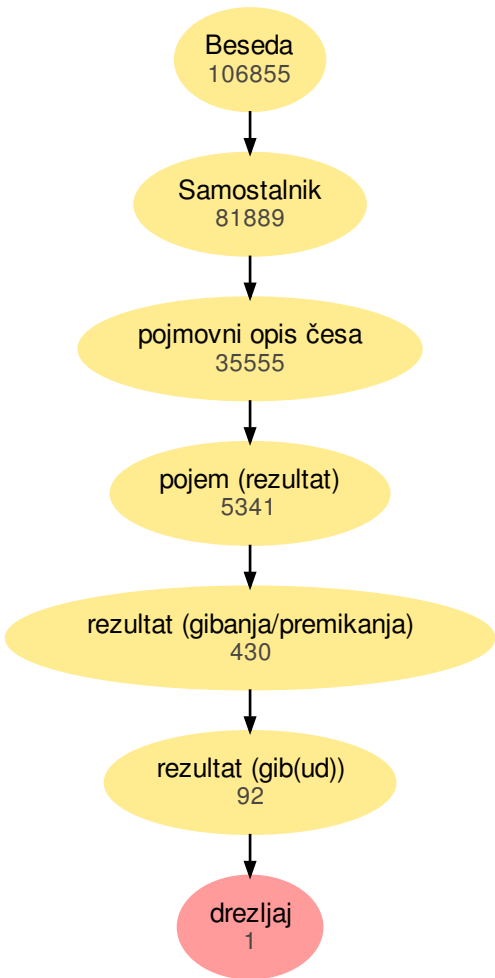 Beseda
106855
Samostalnik
81889
pojmovni opis česa
35555
pojem (rezultat)
5341
rezultat (gibanja/premikanja)
430
rezultat (gib(ud))
92
drezljaj
1